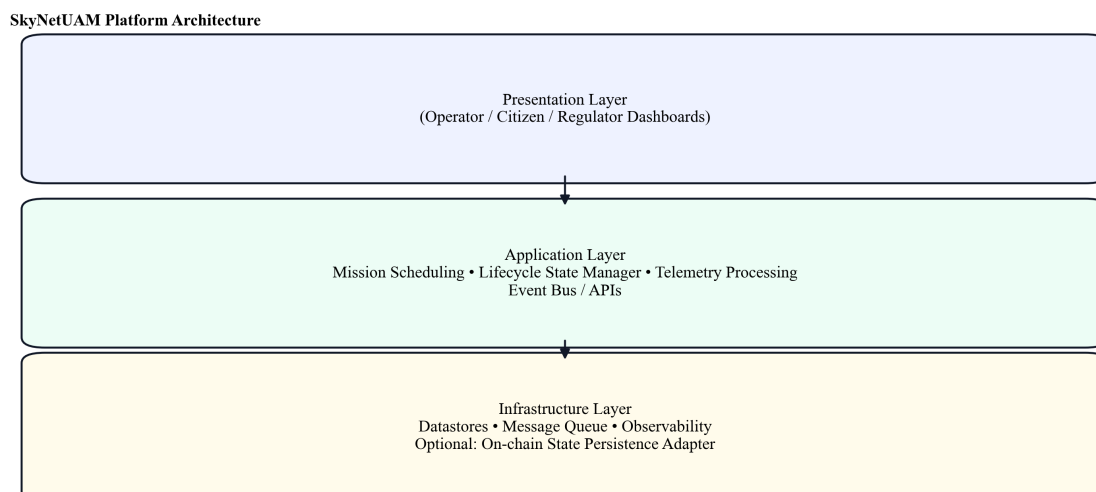 SkyNetUAM Platform Architecture
Presentation Layer
(Operator / Citizen / Regulator Dashboards)
Application Layer
Mission Scheduling • Lifecycle State Manager • Telemetry Processing
Event Bus / APIs
Infrastructure Layer
Datastores • Message Queue • Observability
Optional: On-chain State Persistence Adapter